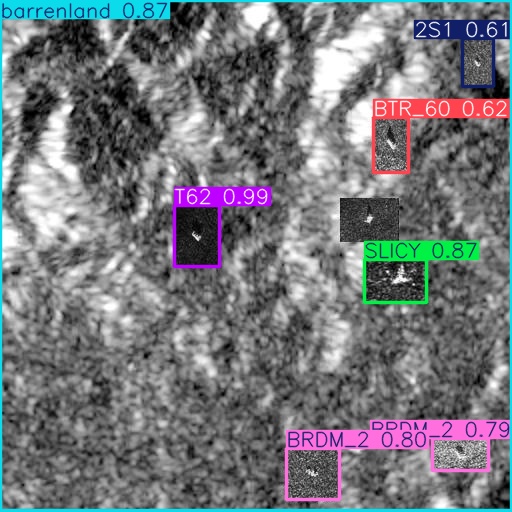 barrenland 0.87
2S1 0.61
BTR_60 0.62
T62 0.99
SLICY 0.87
BRDM_2 0.79
BRDM_2 0.80